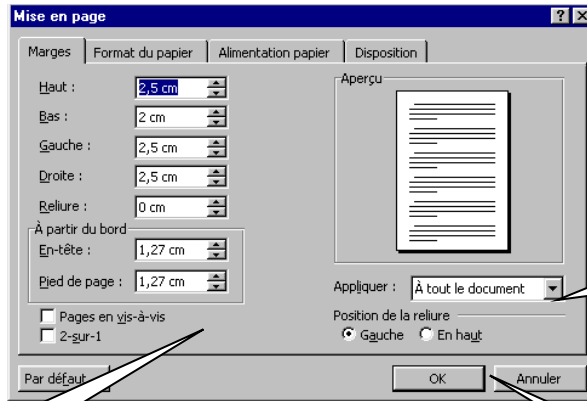 Mise en page
Marges Format du papier Alimentation papier Disposition
Haut : 2,5 cm
Bas : 2 cm
Gauche : 2,5 cm
Droite : 2,5 cm
Reliure : 0 cm
À partir du bord
En-tête : 1,27 cm
Pied de page : 1,27 cm
Pages en vis-à-vis
2-sur-1
Aperçu
Appliquer : À tout le document
Position de la reliure
Gauche En haut
Par défaut... OK Annuler